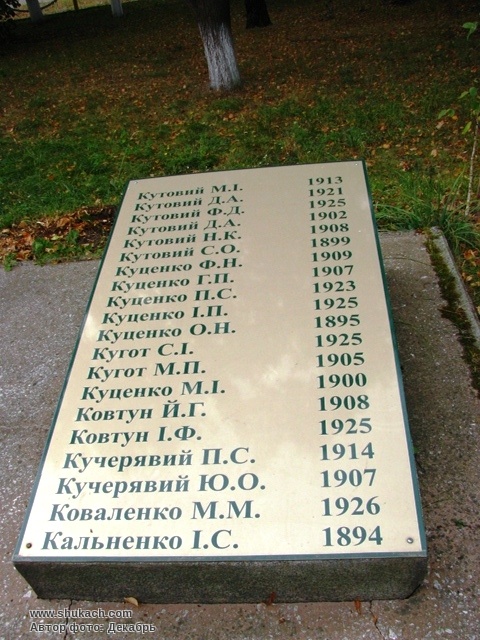 Кутовий М.І. 1913
Кутовий Д.А. 1921
Кутовий Ф.Д. 1925
Кутовий Д.А. 1902
Кутовий Н.К. 1908
Кутовий С.О. 1899
Куценко Ф.Н. 1909
Куценко Г.П. 1907
Куценко П.С. 1923
Куценко І.П. 1925
Куценко О.Н. 1895
Кугот С.І. 1925
Кугот М.П. 1905
Куценко М.І. 1900
Ковтун Й.Г. 1908
Ковтун І.Ф. 1925
Кучерявий П.С. 1914
Кучерявий Ю.О. 1907
Коваленко М.М. 1926
Кальненко І.С. 1894
www.shukach.com
Автор фото: Декабрь